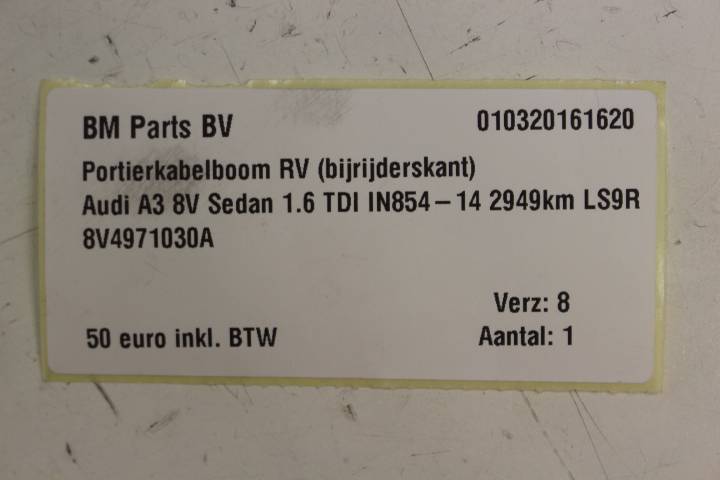 BM Parts BV 010320161620
Portierkabelboom RV (bijrijderskant)
Audi A3 8V Sedan 1.6 TDI IN854-14 2949km LS9R
8V4971030A
Verz: 8
50 euro inkl. BTW Aantal: 1